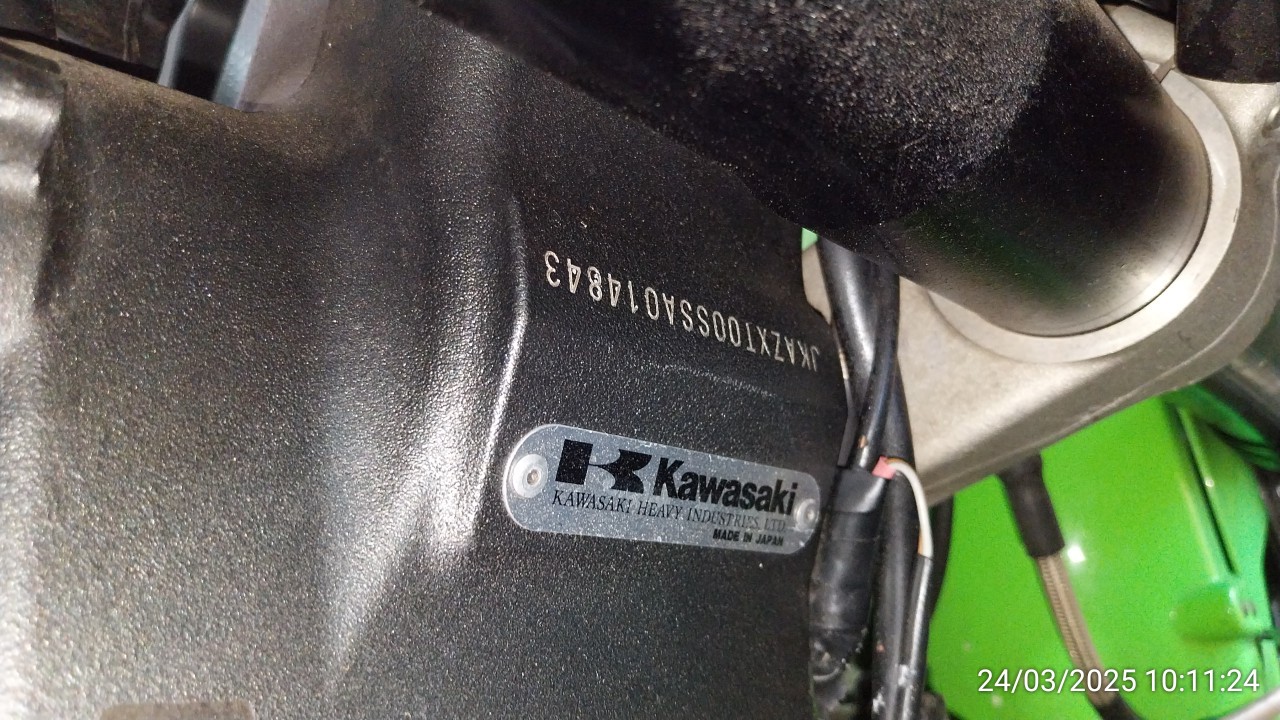 JKAZXT00SSA014843
Kawasaki
KAWASAKI HEAVY INDUSTRIES, LTD.
MADE IN JAPAN
24/03/2025 10:11:24